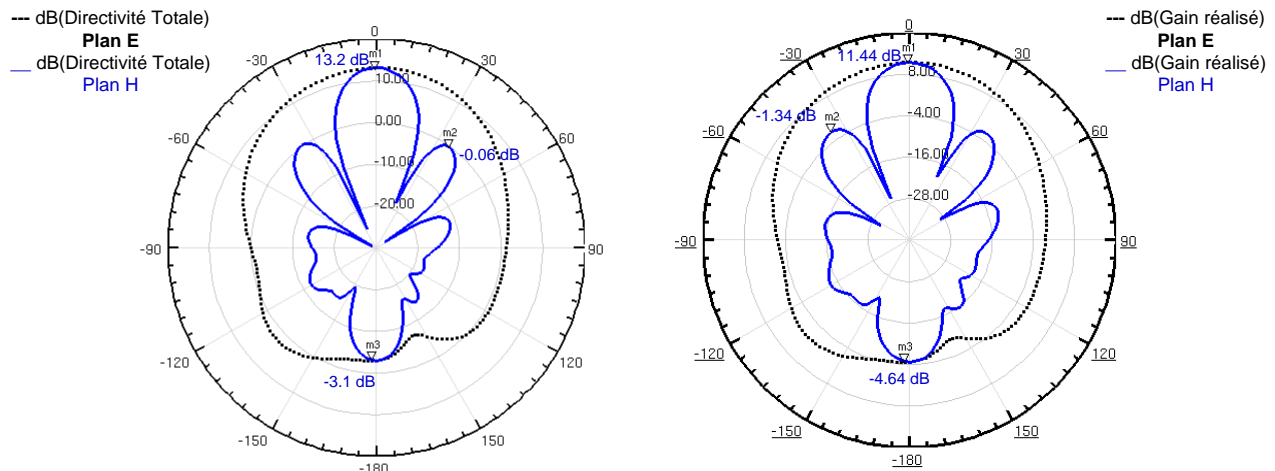 --- dB(Directivité Totale)
Plan E
__ dB(Directivité Totale)
Plan H
0
-30
30
-60
60
-90
90
-120
120
-150
150
-180
13.2 dB
m1
10.00
0.00
m2
-0.06 dB
-10.00
-20.00
m3
-3.1 dB
--- dB(Gain réalisé)
Plan E
__ dB(Gain réalisé)
Plan H
0
-30
30
-60
60
-90
90
-120
120
-150
150
-180
11.44 dB
m1
8.00
-1.34 dB
m2
-4.00
-16.00
-28.00
m3
-4.64 dB